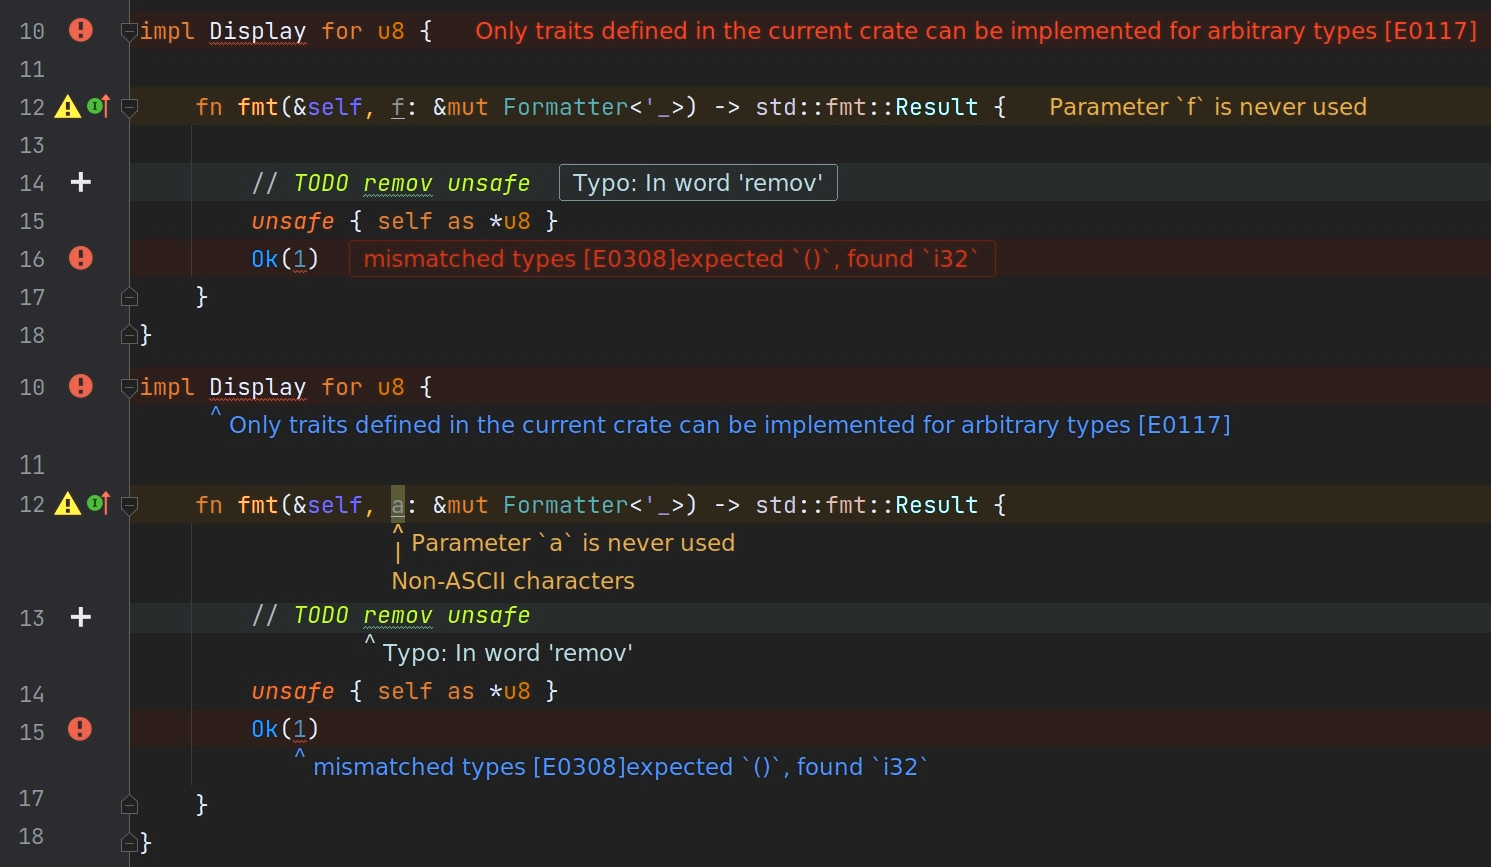 10 impl Display for u8 { Only traits defined in the current crate can be implemented for arbitrary types [E0117]
11
12 fn fmt(&self, f: &mut Formatter<'_>) -> std::fmt::Result { Parameter `f` is never used
13
14 // TODO remov unsafe Typo: In word 'remov'
15 unsafe { self as *u8 }
16 Ok(1) mismatched types [E0308]expected `()`, found `i32`
17 }
18 }
10 impl Display for u8 {
^ Only traits defined in the current crate can be implemented for arbitrary types [E0117]
11
12 fn fmt(&self, a: &mut Formatter<'_>) -> std::fmt::Result {
^ Parameter `a` is never used
|
Non-ASCII characters
13 // TODO remov unsafe
^ Typo: In word 'remov'
14 unsafe { self as *u8 }
15 Ok(1)
^ mismatched types [E0308]expected `()`, found `i32`
17 }
18 }